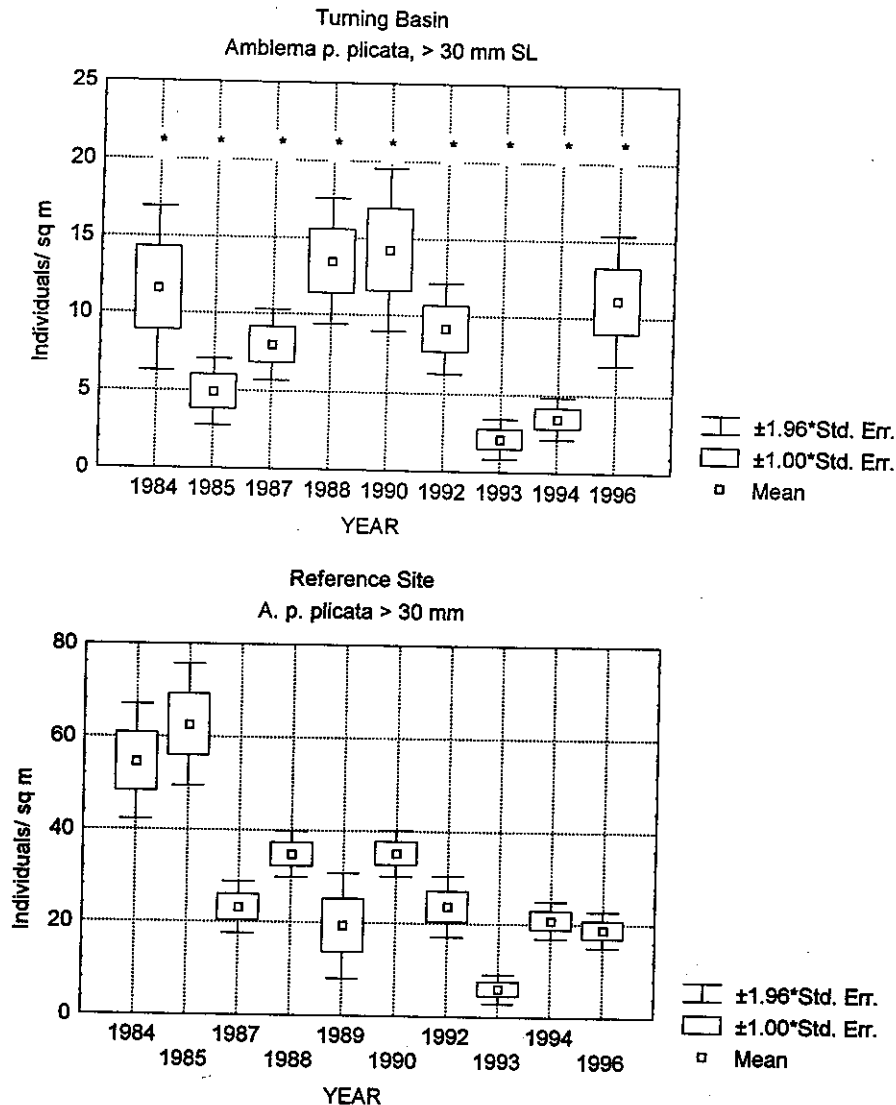 Turning Basin
Amblema p. plicata, > 30 mm SL
Individuals/ sq m
25
* * * * * * * * *
20
15
10
5
0
1984 1985 1987 1988 1990 1992 1993 1994 1996
YEAR
±1.96*Std. Err.
±1.00*Std. Err.
Mean
Reference Site
A. p. plicata > 30 mm
Individuals/ sq m
80
60
40
20
0
1984 1987 1989 1992 1994
1985 1988 1990 1993 1996
YEAR
±1.96*Std. Err.
±1.00*Std. Err.
Mean